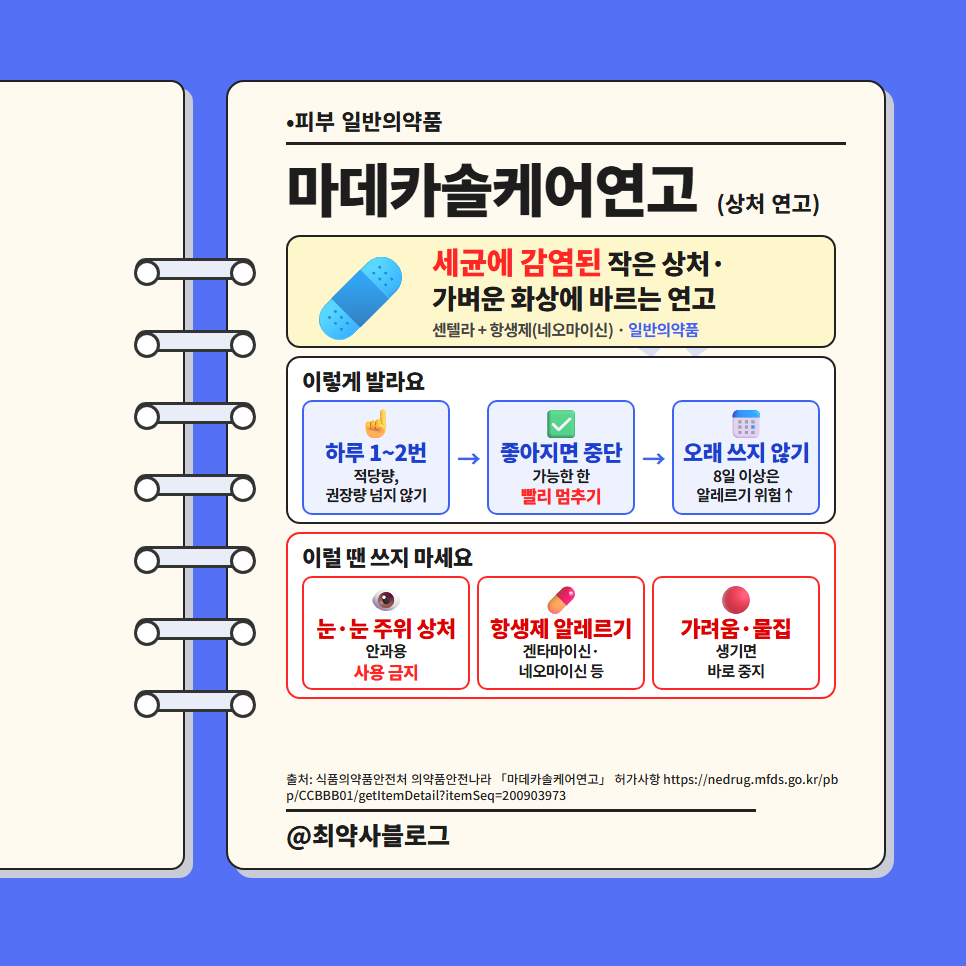 •피부 일반의약품
마데카솔케어연고 (상처 연고)
세균에 감염된 작은 상처·
가벼운 화상에 바르는 연고
센텔라 + 항생제(네오마이신) · 일반의약품
이렇게 발라요
하루 1~2번
적당량,
권장량 넘지 않기
→
좋아지면 중단
가능한 한
빨리 멈추기
→
오래 쓰지 않기
8일 이상은
알레르기 위험↑
이럴 땐 쓰지 마세요
눈·눈 주위 상처
안과용
사용 금지
항생제 알레르기
겐타마이신·
네오마이신 등
가려움·물집
생기면
바로 중지
출처: 식품의약품안전처 의약품안전나라 「마데카솔케어연고」 허가사항 https://nedrug.mfds.go.kr/pb
p/CCBBB01/getItemDetail?itemSeq=200903973
@최약사블로그